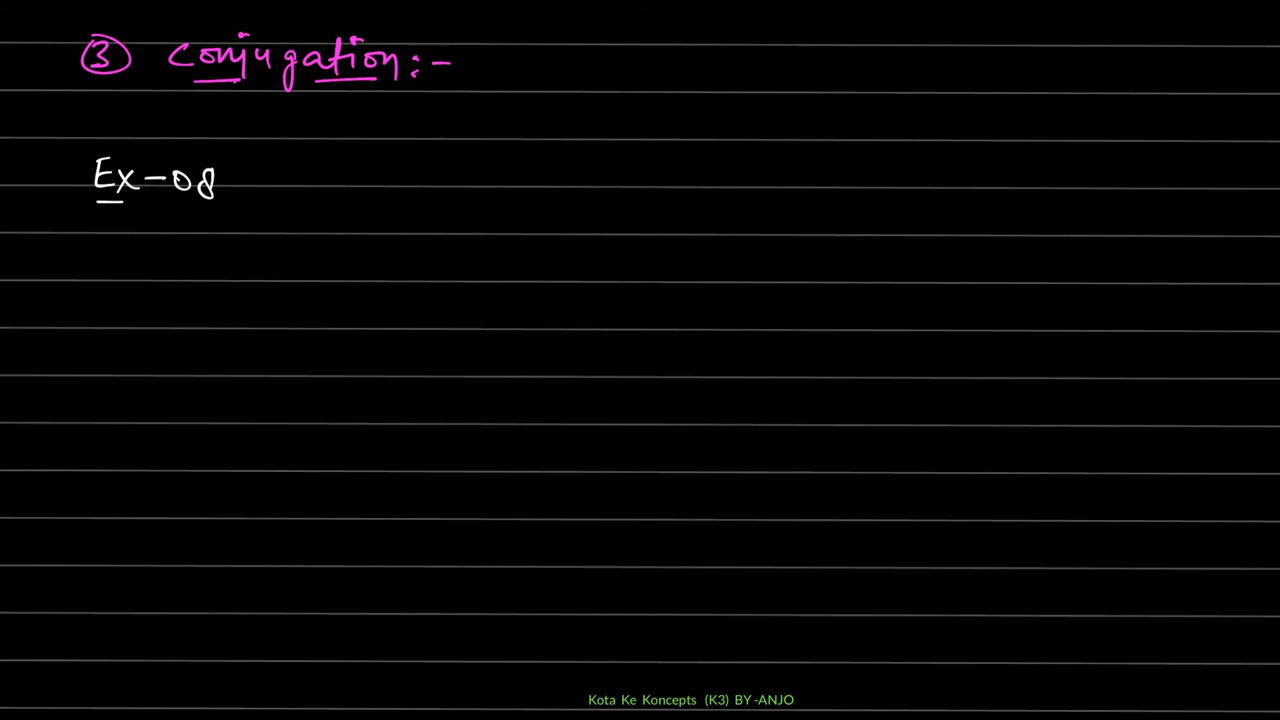 ③ Conjugation:-
Ex-08
Kota Ke Koncepts (K3) BY -ANJO